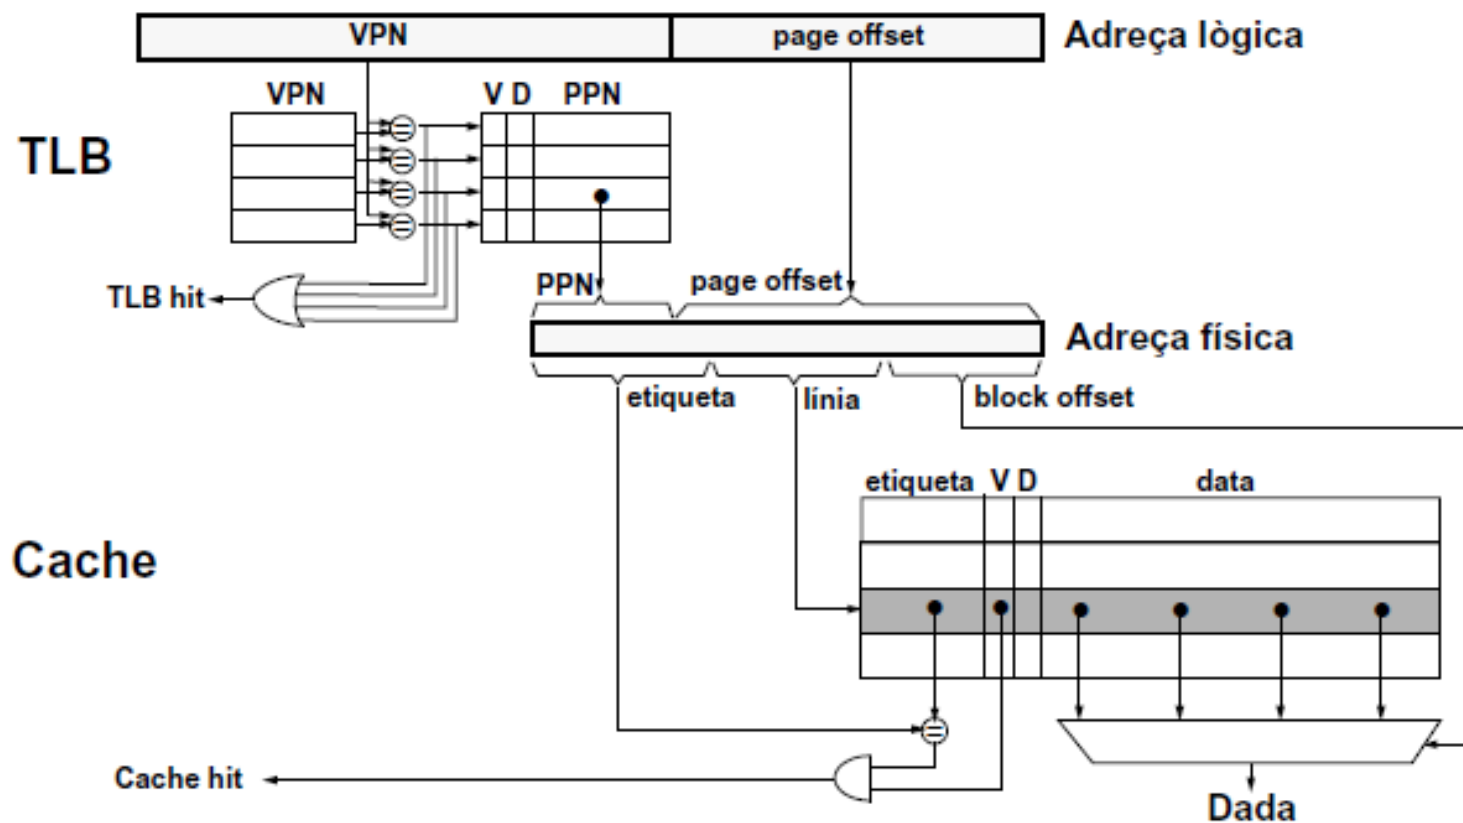 VPN
page offset
Adreça lògica
VPN
V D
PPN
TLB
TLB hit
PPN
page offset
Adreça física
etiqueta
línia
block offset
etiqueta
V D
data
Cache
Cache hit
Dada